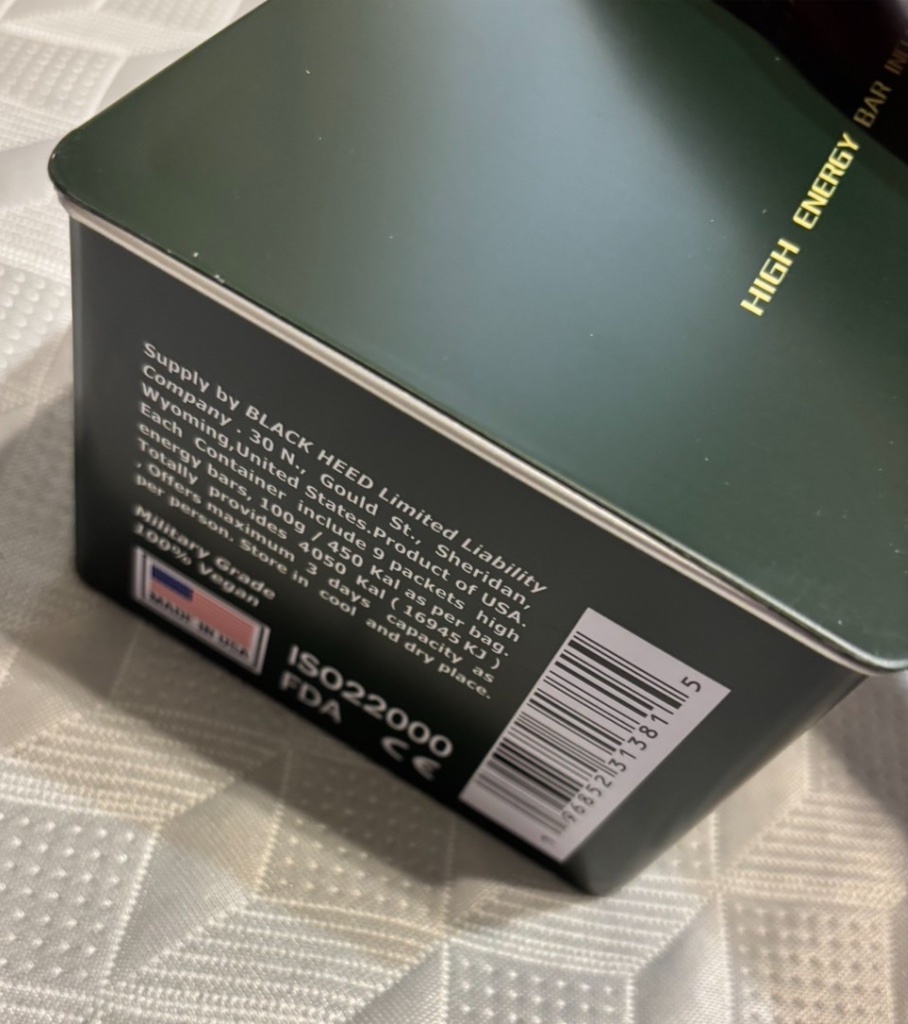 HIGH ENERGY BAR
Supply by BLACK HEED Limited Liability
Company . 30 N., Gould St., Sheridan,
Wyoming,United States.Product of USA.
Each Container include 9 packets high
energy bars, 100g / 450 Kal as per bag.
Totally provides 4050 Kal ( 16945 KJ )
, Offers maximum 3 days capacity as
per person. Store in cool and dry place.
Military Grade
100% Vegan
MADE IN USA
ISO22000
FDA CE
96852 31381 5